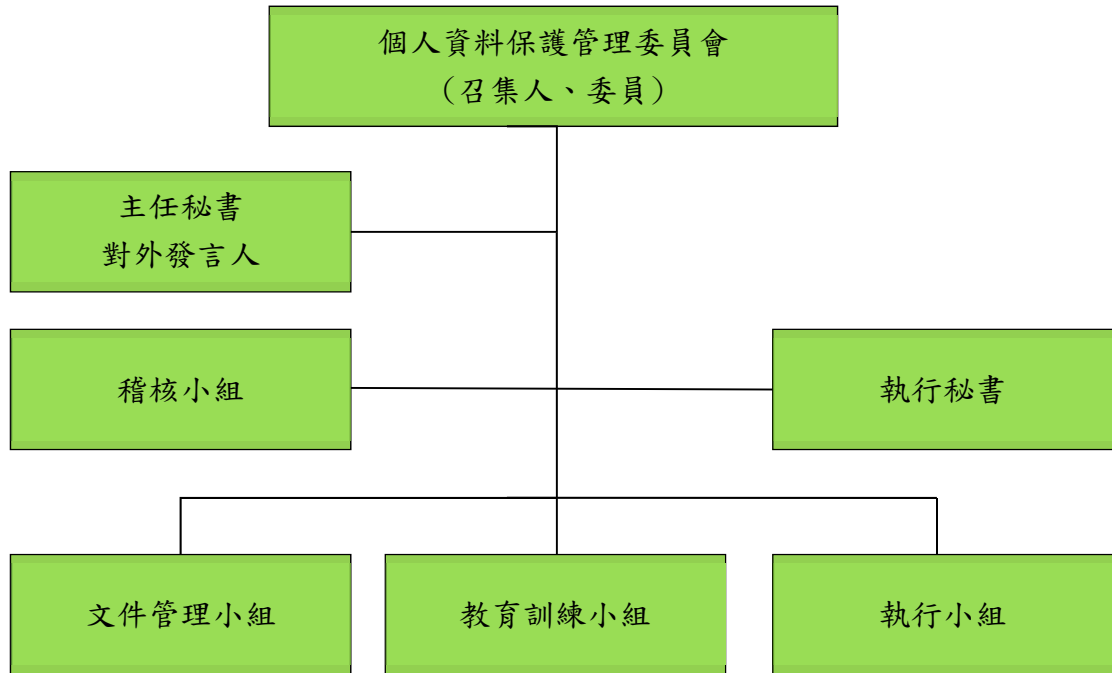 個人資料保護管理委員會
（召集人、委員）
主任秘書
對外發言人
稽核小組
執行秘書
文件管理小組
教育訓練小組
執行小組